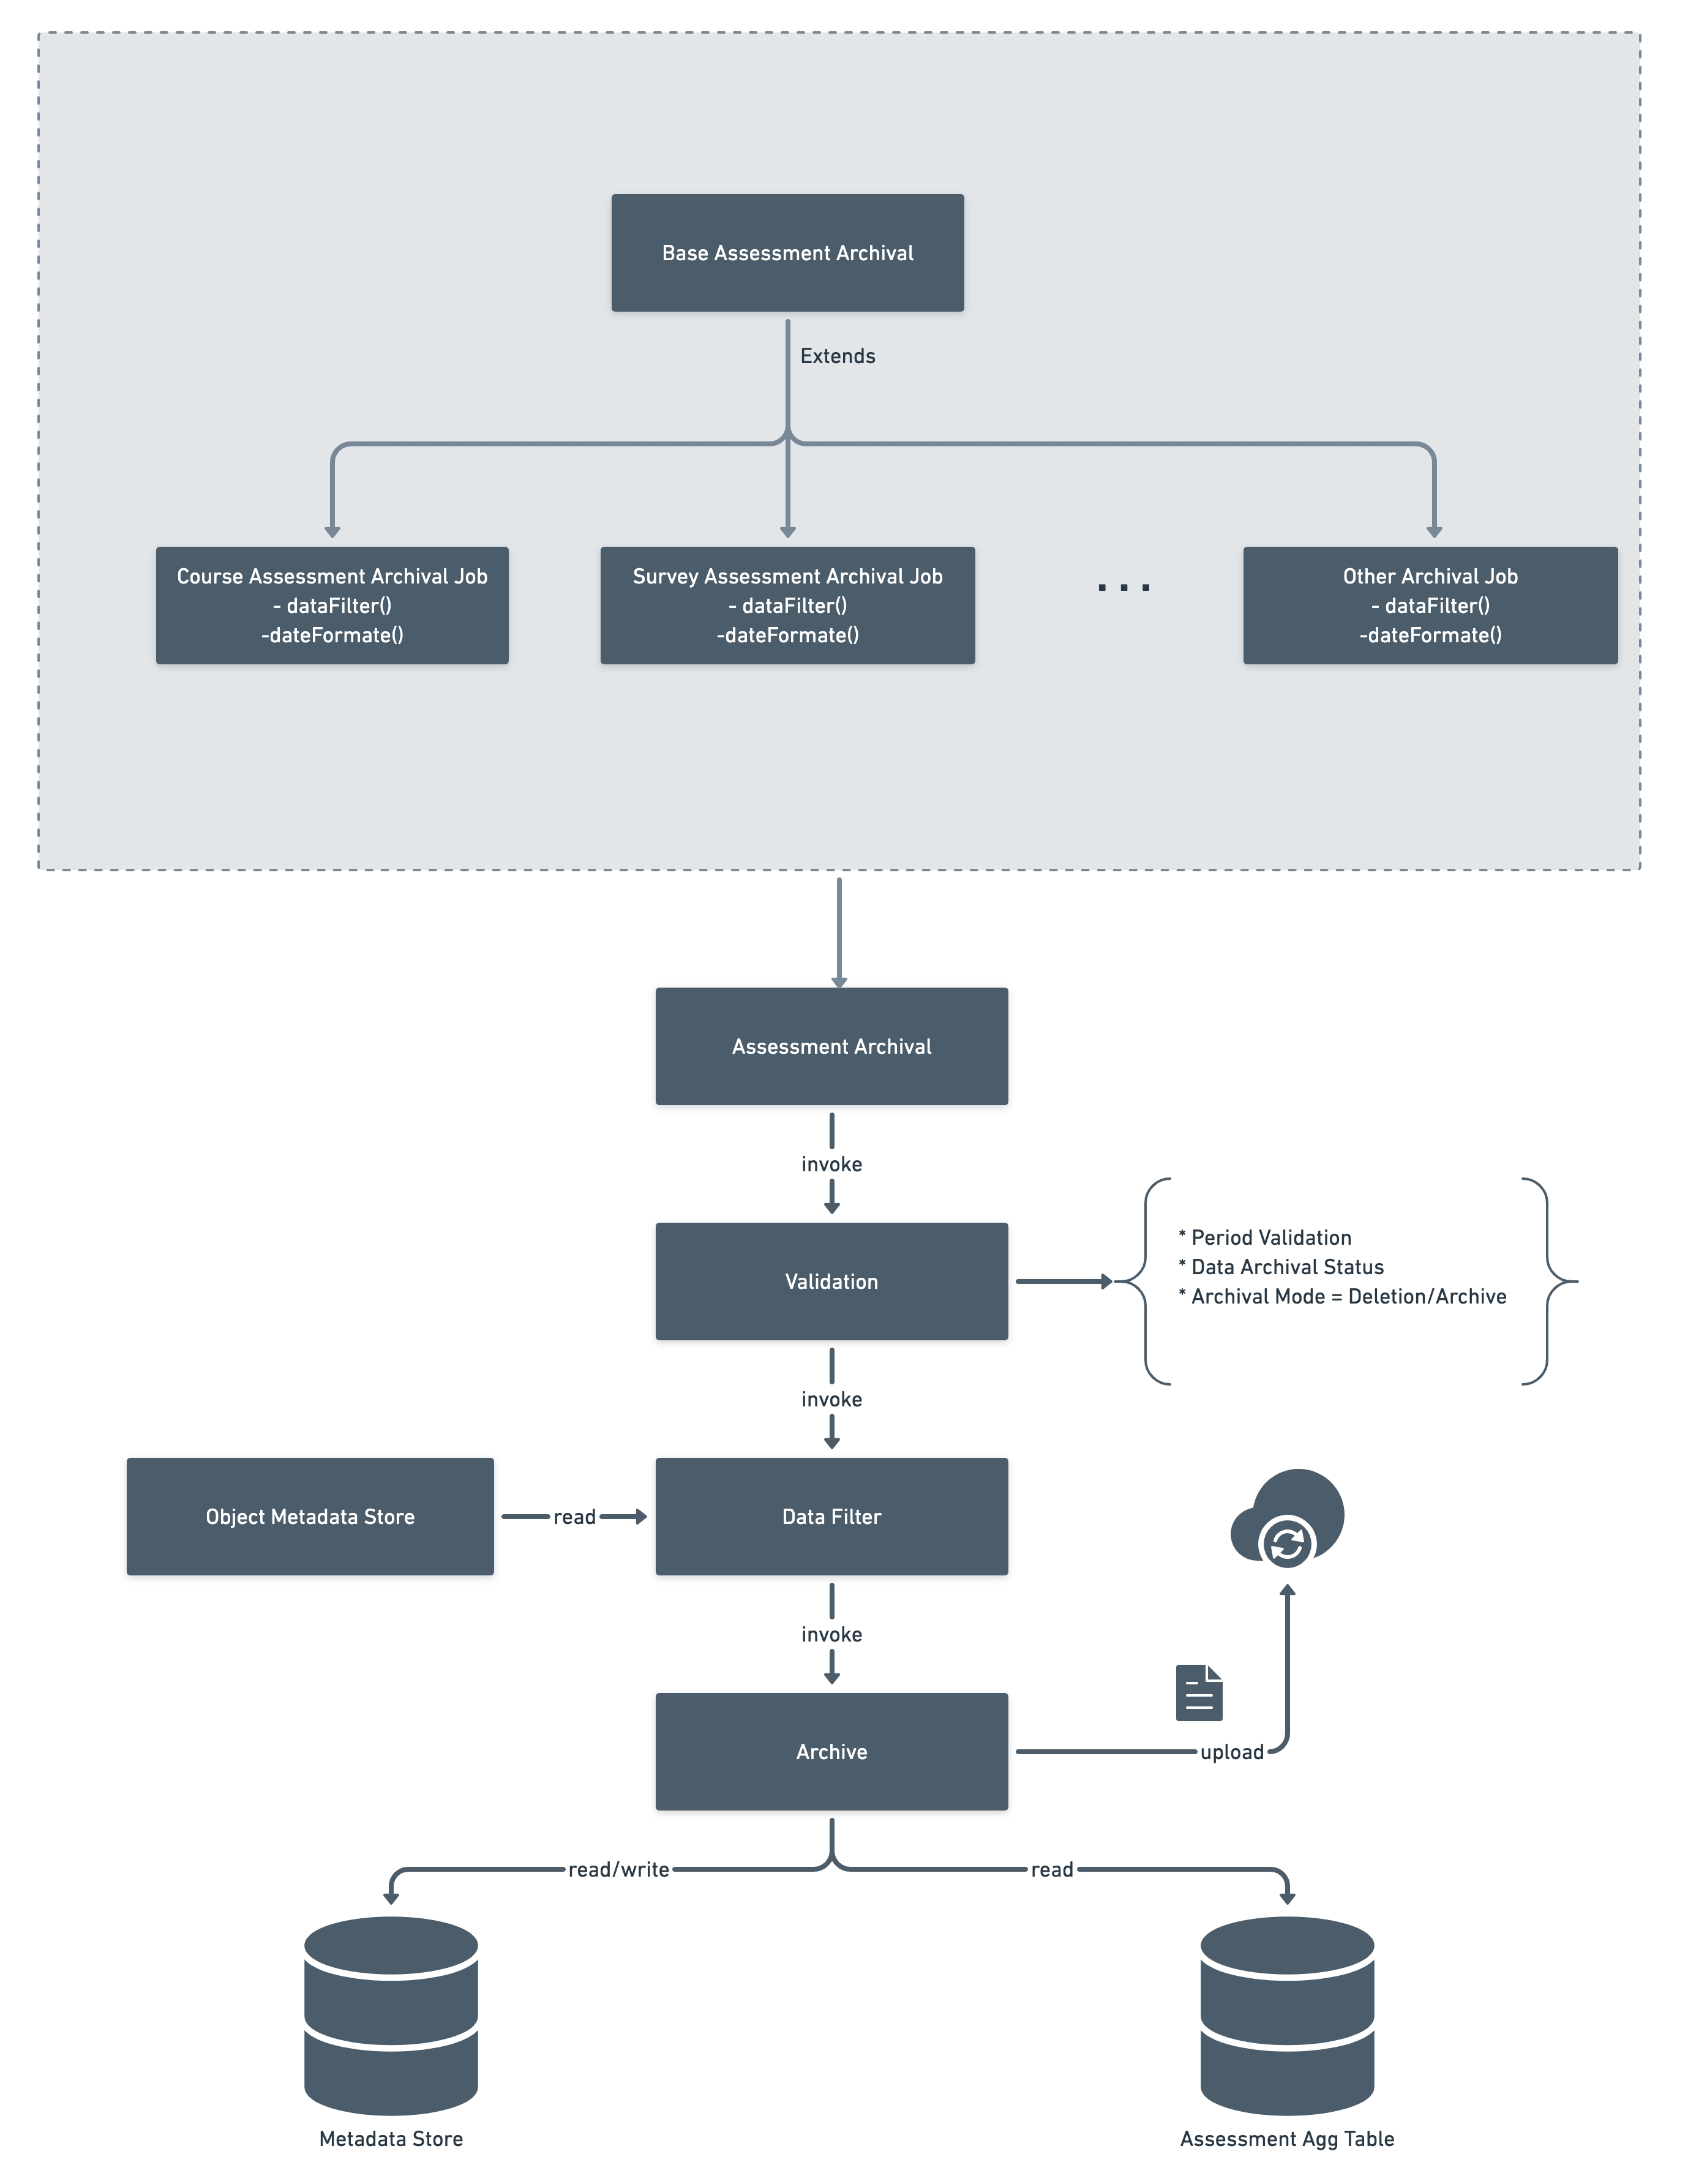 Base Assessment Archival
Extends
Course Assessment Archival Job
- dataFilter()
-dateFormate()
Survey Assessment Archival Job
- dataFilter()
-dateFormate()
...
Other Archival Job
- dataFilter()
-dateFormate()
Assessment Archival
invoke
Validation
* Period Validation
* Data Archival Status
* Archival Mode = Deletion/Archive
invoke
Object Metadata Store
read
Data Filter
invoke
Archive
upload
read/write
read
Metadata Store
Assessment Agg Table